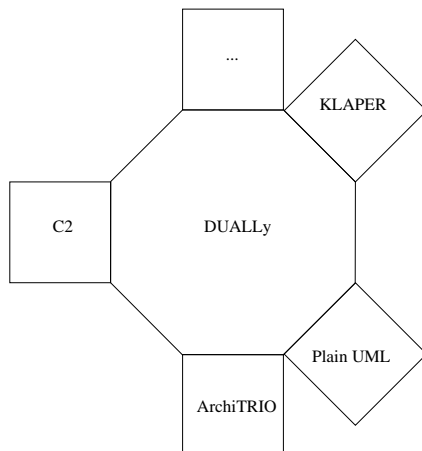 ...
KLAPER
C2
DUALLy
Plain UML
ArchiTRIO